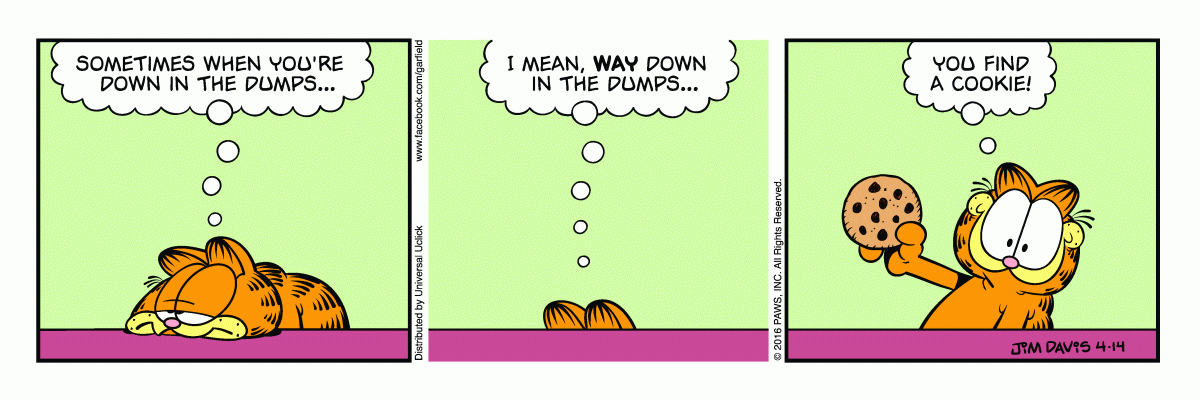 SOMETIMES WHEN YOU'RE
DOWN IN THE DUMPS...
www.facebook.com/garfield
Distributed by Universal Uclick
I MEAN, WAY DOWN
IN THE DUMPS...
© 2016 PAWS, INC. All Rights Reserved.
YOU FIND
A COOKIE!
JIM DAVIS 4·14